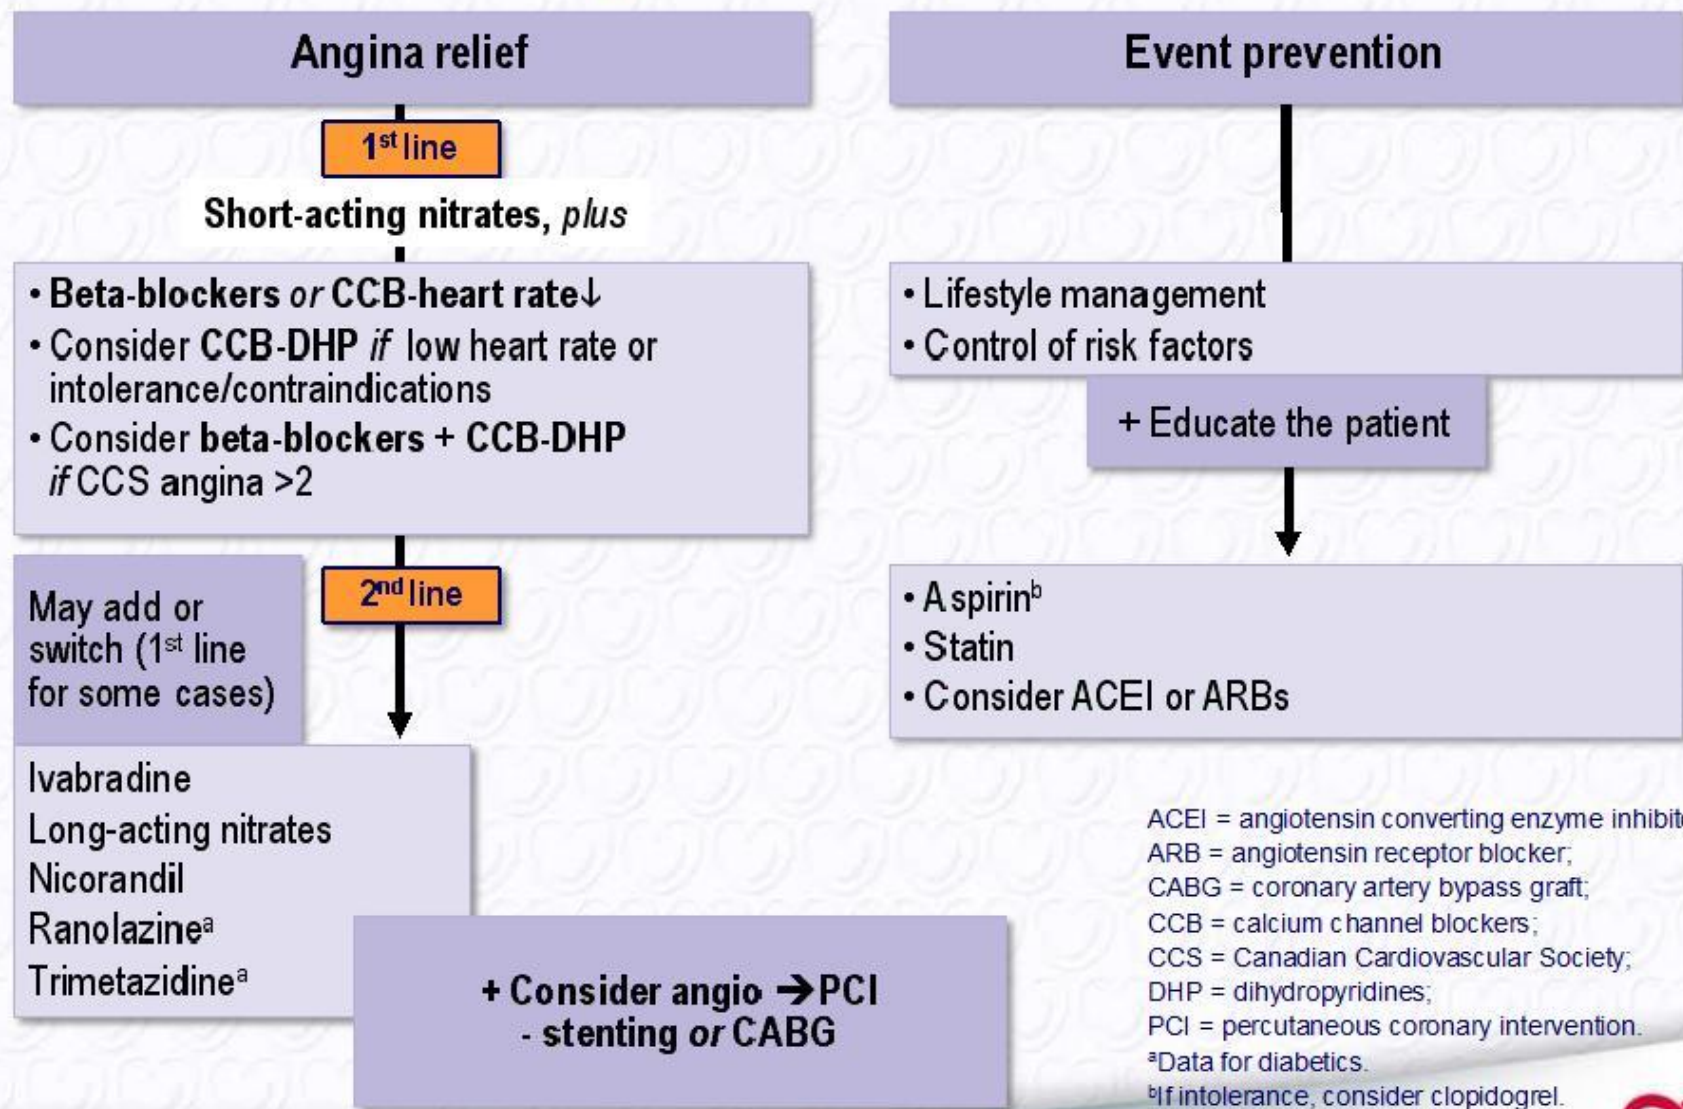 Angina relief
1st line
Short-acting nitrates, plus
• Beta-blockers or CCB-heart rate↓
• Consider CCB-DHP if low heart rate or
intolerance/contraindications
• Consider beta-blockers + CCB-DHP
if CCS angina >2
2nd line
May add or
switch (1st line
for some cases)
Ivabradine
Long-acting nitrates
Nicorandil
Ranolazineᵃ
Trimetazidineᵃ
+ Consider angio ➔PCI
- stenting or CABG
Event prevention
• Lifestyle management
• Control of risk factors
+ Educate the patient
• Aspirinᵇ
• Statin
• Consider ACEI or ARBs
ACEI = angiotensin converting enzyme
ARB = angiotensin receptor blocker;
CABG = coronary artery bypass graft;
CCB = calcium channel blockers;
CCS = Canadian Cardiovascular Society;
DHP = dihydropyridines;
PCI = percutaneous coronary intervention.
ᵃData for diabetics.
ᵇIf intolerance, consider clopidogrel.